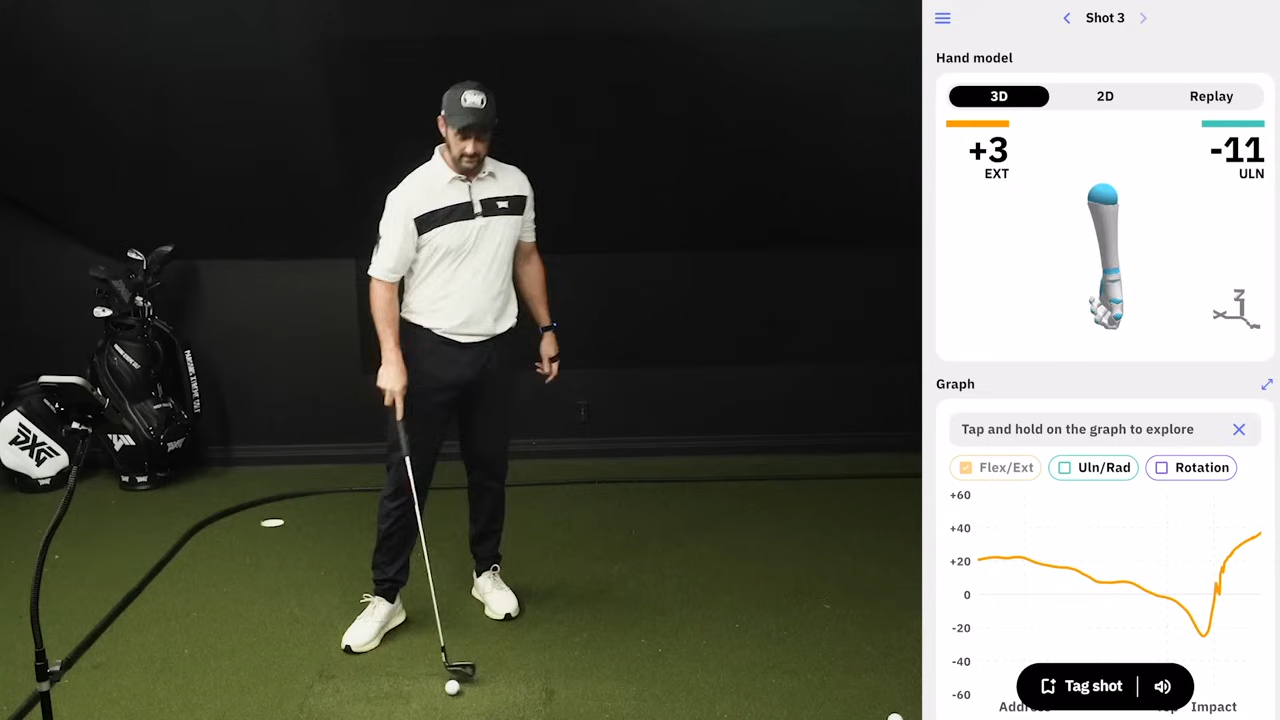 Shot 3
Hand model
3D
2D
Replay
+3
EXT
-11
ULN
Graph
Tap and hold on the graph to explore
Flex/Ext
Uln/Rad
Rotation
+60
+40
+20
0
-20
-40
-60
Tag shot
Impact
PXG